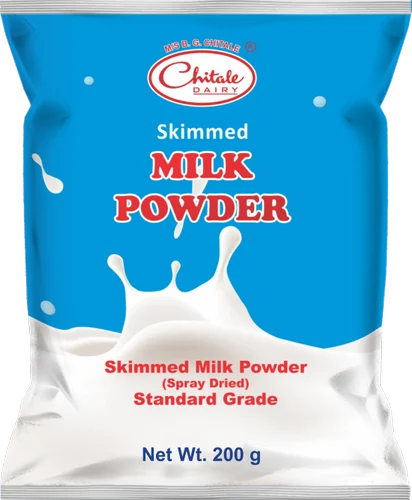 M/S B. G. CHITALE ®
Chitale
DAIRY
Skimmed
MILK
POWDER
Skimmed Milk Powder
(Spray Dried)
Standard Grade
Net Wt. 200 g